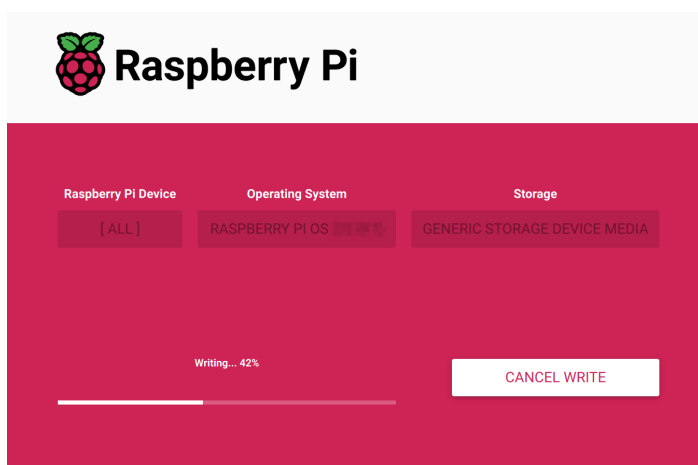 Raspberry Pi
Raspberry Pi Device
Operating System
Storage
[ ALL ]
RASPBERRY PI OS
GENERIC STORAGE DEVICE MEDIA
Writing... 42%
CANCEL WRITE